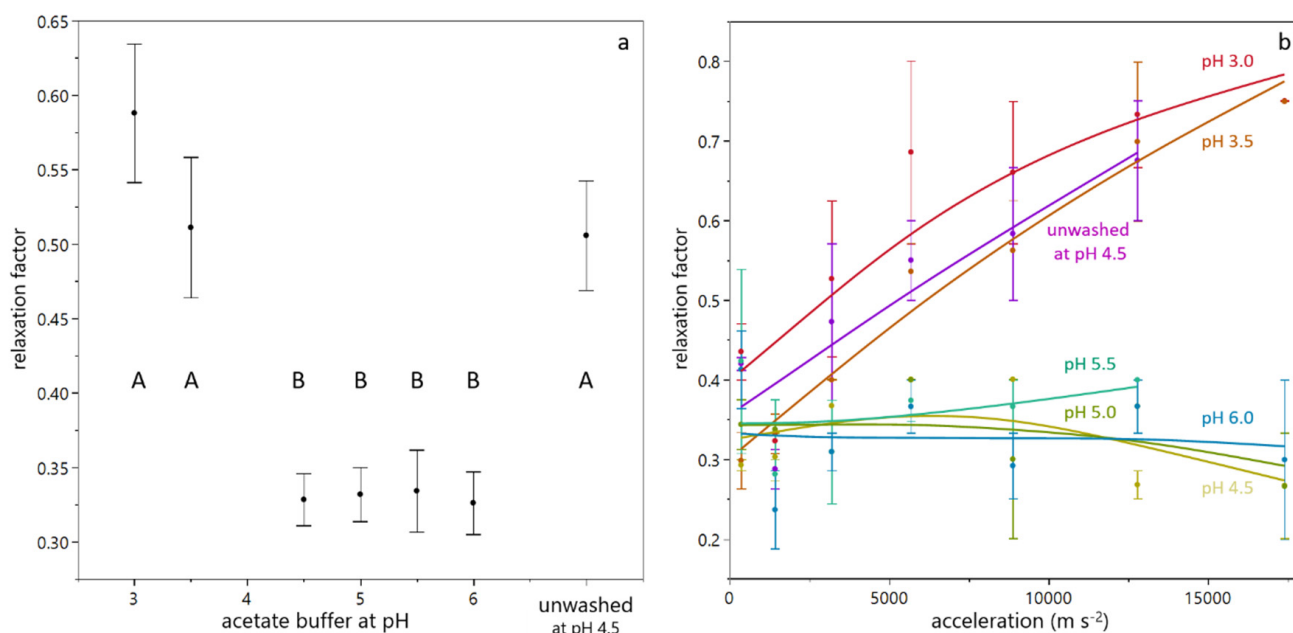 a
0.65
0.60
0.55
0.50
0.45
0.40
0.35
0.30
relaxation factor
A A B B B B A
3 4 5 6 unwashed
at pH 4.5
acetate buffer at pH
b
0.8
0.7
0.6
0.5
0.4
0.3
0.2
relaxation factor
pH 3.0
pH 3.5
unwashed
at pH 4.5
pH 5.5
pH 5.0
pH 6.0
pH 4.5
0 5000 10000 15000
acceleration (m s⁻²)